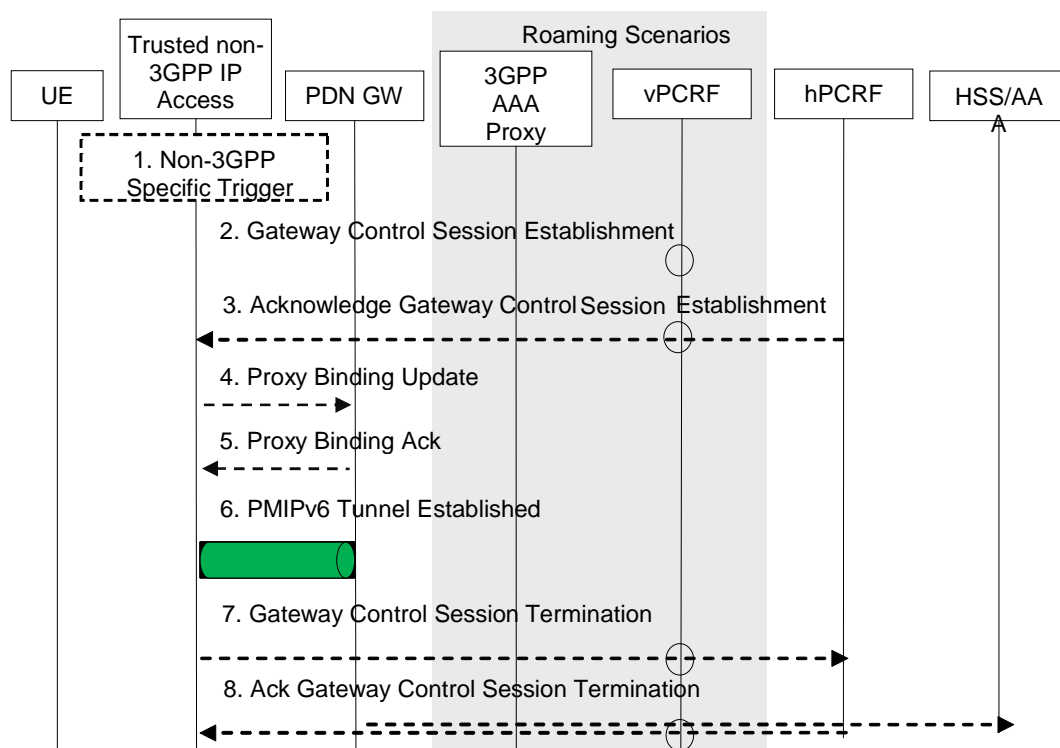 Roaming Scenarios
UE
Trusted non-
3GPP IP
Access
PDN GW
3GPP
AAA
Proxy
vPCRF
hPCRF
HSS/AA
A
1. Non-3GPP
Specific Trigger
2. Gateway Control Session Establishment
3. Acknowledge Gateway Control Session Establishment
4. Proxy Binding Update
5. Proxy Binding Ack
6. PMIPv6 Tunnel Established
7. Gateway Control Session Termination
8. Ack Gateway Control Session Termination